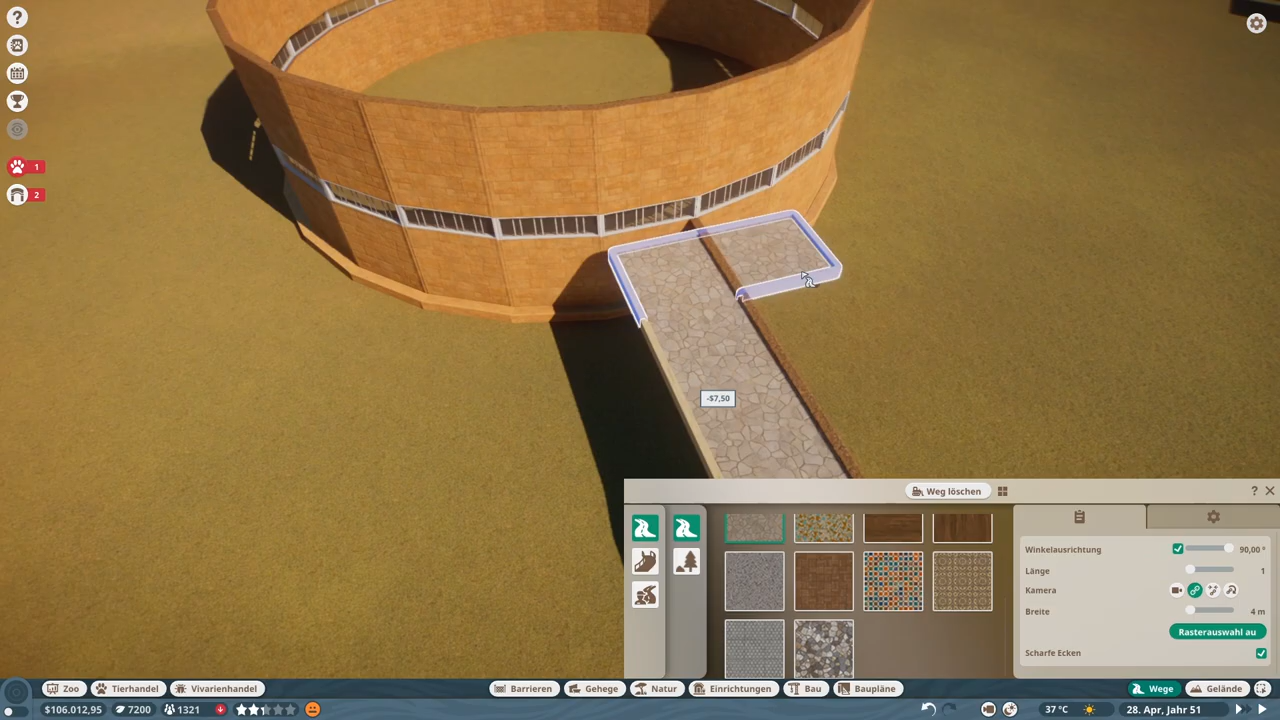 ?
1
2
-$7,50
Weg löschen
?
Winkelausrichtung 90,00 °
Länge 1
Kamera
Breite 4 m
Rasterauswahl au
Scharfe Ecken
Zoo Tierhandel Vivarienhandel Barrieren Gehege Natur Einrichtungen Bau Baupläne Wege Gelände
$106.012,95 7200 1321 37 °C 28. Apr, Jahr 51